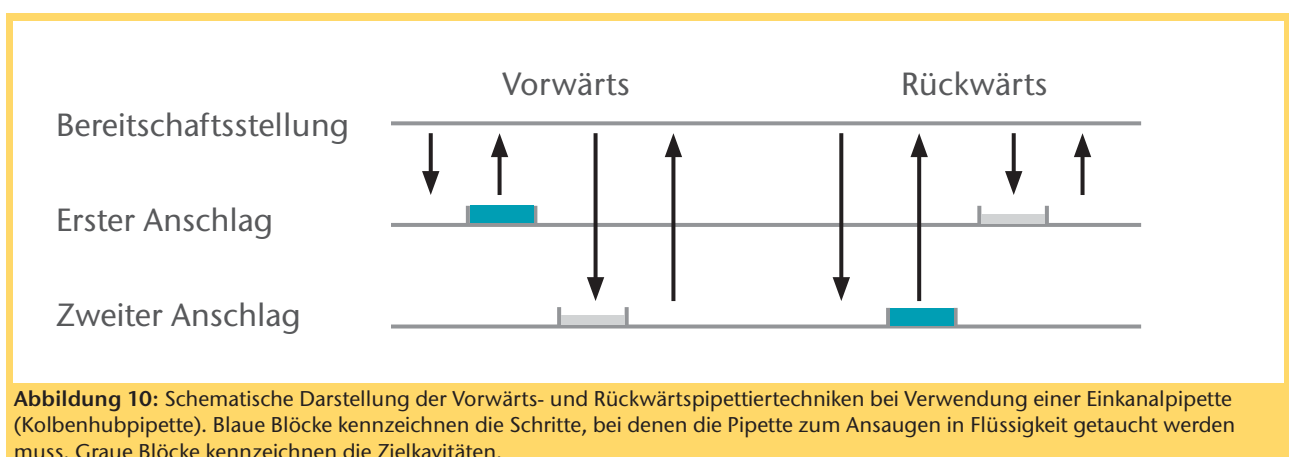 Vorwärts
Rückwärts
Bereitschaftsstellung
Erster Anschlag
Zweiter Anschlag
Abbildung 10: Schematische Darstellung der Vorwärts- und Rückwärtspipettiertechniken bei Verwendung einer Einkanalpipette
(Kolbenhubpipette). Blaue Blöcke kennzeichnen die Schritte, bei denen die Pipette zum Ansaugen in Flüssigkeit getaucht werden
muss. Graue Blöcke kennzeichnen die Zielkavitäten.